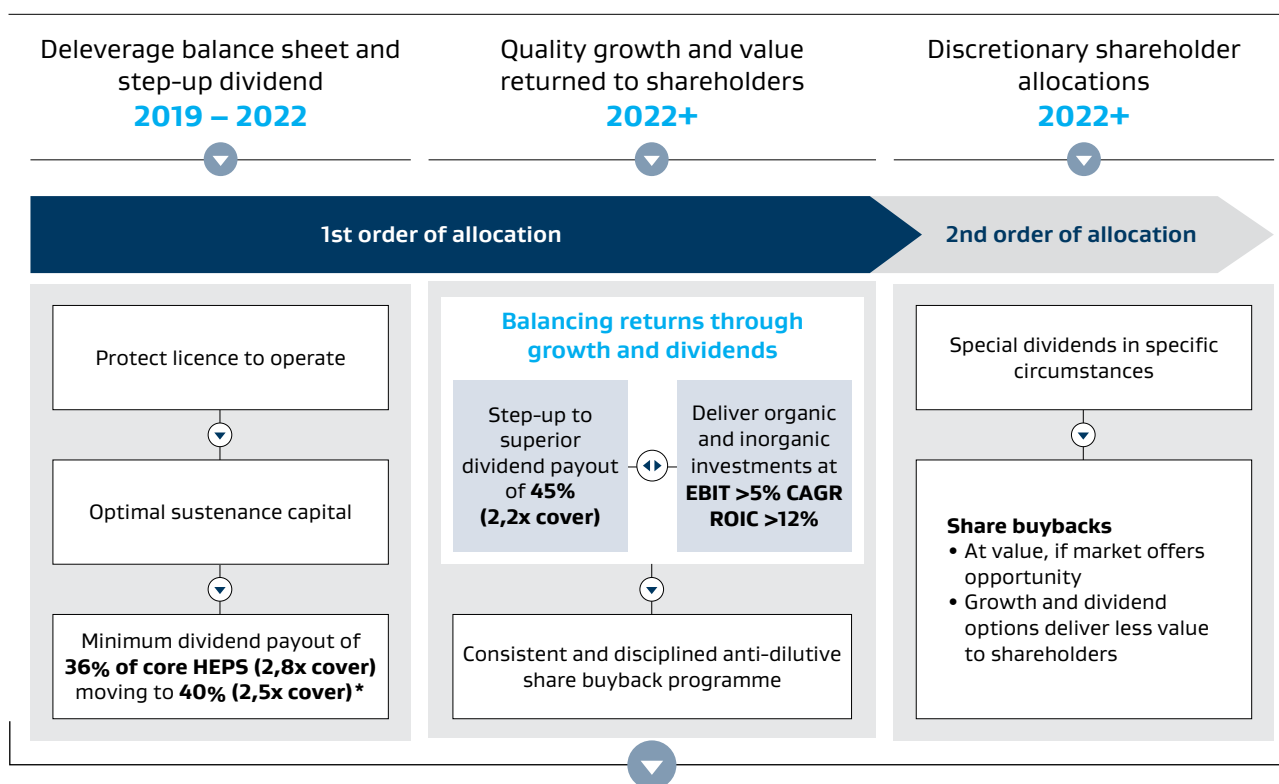 Deleverage balance sheet and
step-up dividend
2019 – 2022
Quality growth and value
returned to shareholders
2022+
Discretionary shareholder
allocations
2022+
1st order of allocation
2nd order of allocation
Protect licence to operate
Optimal sustenance capital
Minimum dividend payout of
36% of core HEPS (2,8x cover)
moving to 40% (2,5x cover)*
Balancing returns through
growth and dividends
Step-up to
superior
dividend payout
of 45%
(2,2x cover)
Deliver organic
and inorganic
investments at
EBIT >5% CAGR
ROIC >12%
Consistent and disciplined anti-dilutive
share buyback programme
Special dividends in specific
circumstances
Share buybacks
• At value, if market offers
opportunity
• Growth and dividend
options deliver less value
to shareholders